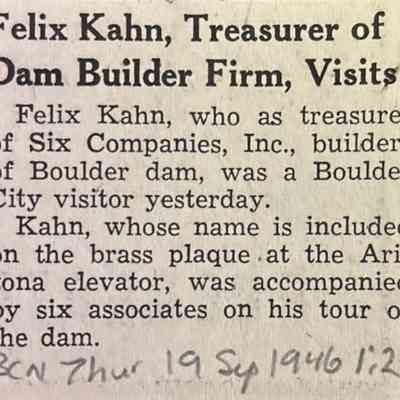 Felix Kahn, Treasurer of
Dam Builder Firm, Visits
Felix Kahn, who as treasure
of Six Companies, Inc., builder
of Boulder dam, was a Boulde
City visitor yesterday.
Kahn, whose name is included
on the brass plaque at the Ari-
zona elevator, was accompanied
by six associates on his tour o
the dam.
BCN Thur 19 Sep 1946 1:2